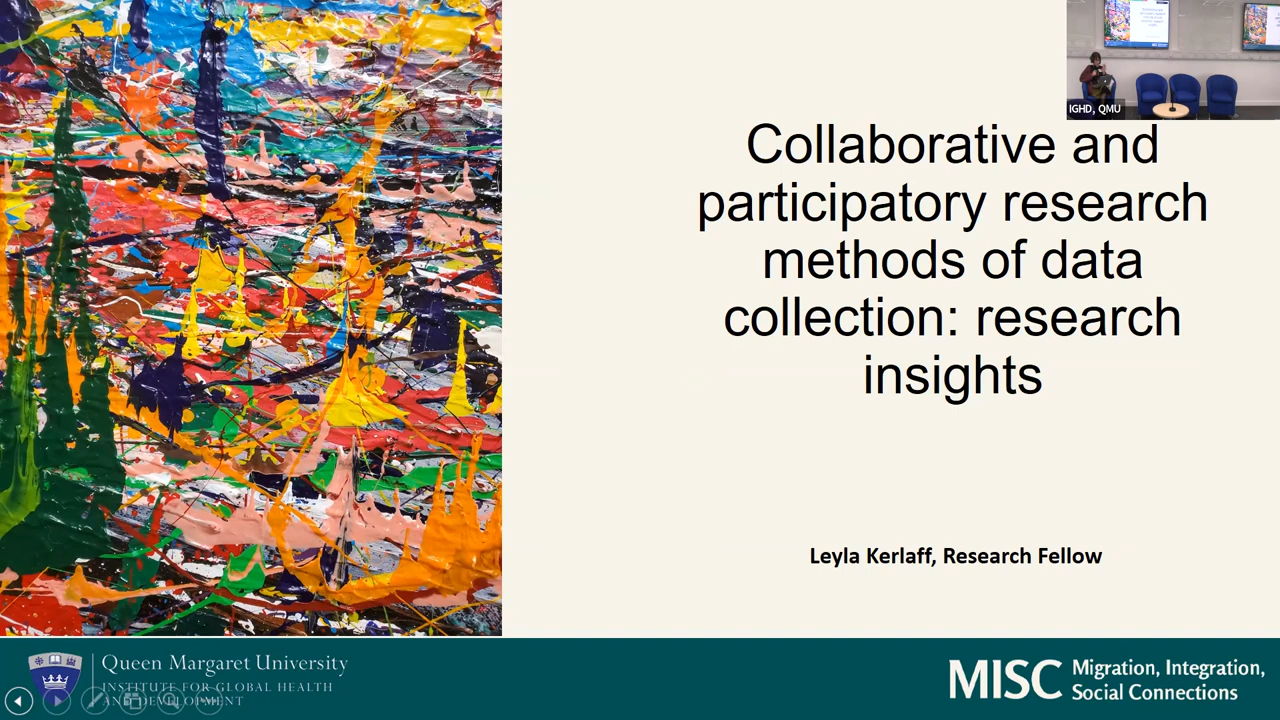 IGHD, QMU
Collaborative and
participatory research
methods of data
collection: research
insights
Leyla Kerlaff, Research Fellow
Queen Margaret University
INSTITUTE FOR GLOBAL HEALTH
AND DEVELOPMENT
MISC
Migration, Integration,
Social Connections